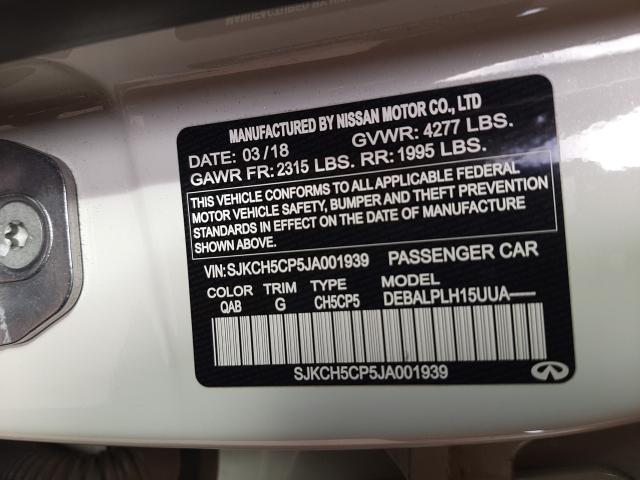 MANUFACTURED BY NISSAN MOTOR CO., LTD
DATE: 03/18 GVWR: 4277 LBS.
GAWR FR: 2315 LBS. RR: 1995 LBS.
THIS VEHICLE CONFORMS TO ALL APPLICABLE FEDERAL
MOTOR VEHICLE SAFETY, BUMPER AND THEFT PREVENTION
STANDARDS IN EFFECT ON THE DATE OF MANUFACTURE
SHOWN ABOVE.
VIN: SJKCH5CP5JA001939 PASSENGER CAR
COLOR TRIM TYPE MODEL
QAB G CH5CP5 DEBALPLH15UUA
SJKCH5CP5JA001939